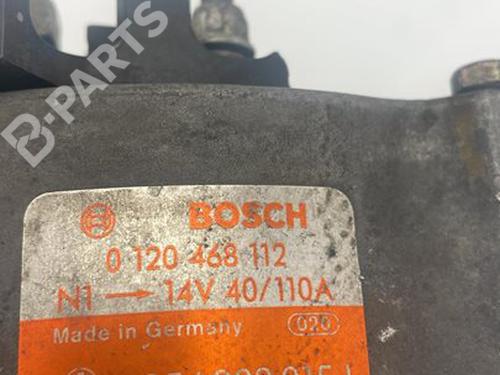 B-PARTS
BOSCH
0 120 468 112
N1 → 14V 40/110A
Made in Germany 020